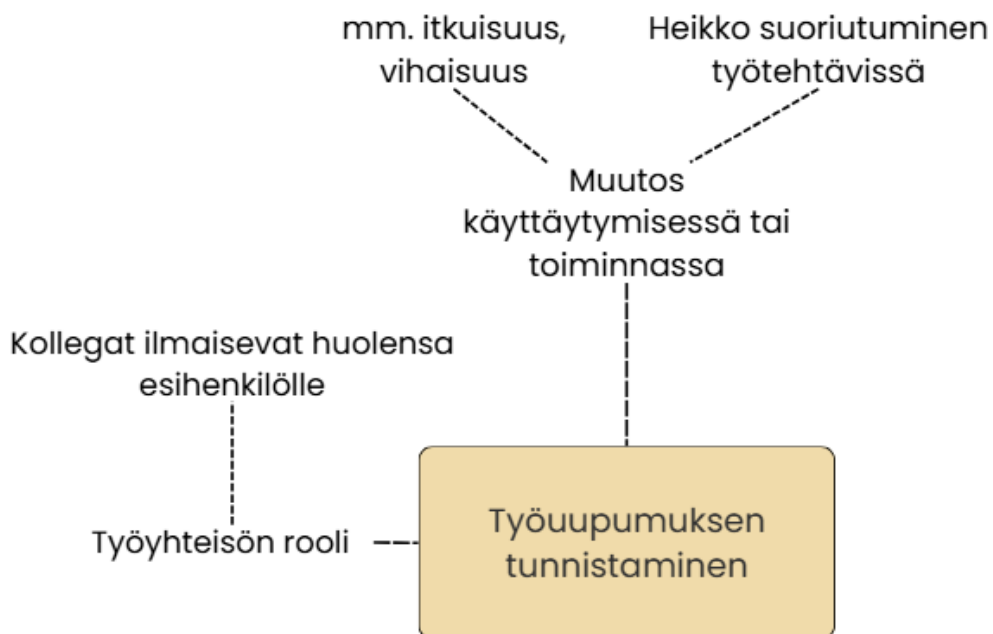 mm. itkuisuus,
vihaisuus
Heikko suoriutuminen
työtehtävissä
Muutos
käyttäytymisessä tai
toiminnassa
Kollegat ilmaisevat huolensa
esihenkilölle
Työyhteisön rooli
Työuupumuksen
tunnistaminen